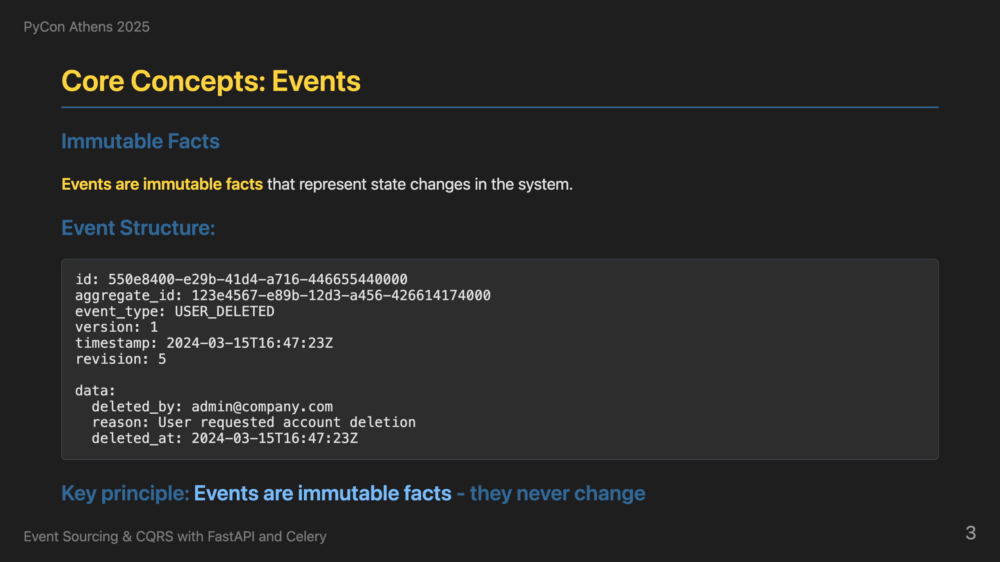 PyCon Athens 2025
Core Concepts: Events
Immutable Facts
Events are immutable facts that represent state changes in the system.
Event Structure:
id: 550e8400-e29b-41d4-a716-446655440000
aggregate_id: 123e4567-e89b-12d3-a456-426614174000
event_type: USER_DELETED
version: 1
timestamp: 2024-03-15T16:47:23Z
revision: 5
data:
  deleted_by: admin@company.com
  reason: User requested account deletion
  deleted_at: 2024-03-15T16:47:23Z
Key principle: Events are immutable facts - they never change
Event Sourcing & CQRS with FastAPI and Celery
3